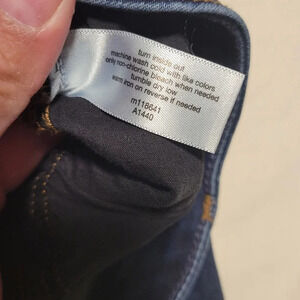 turn inside out
machine wash cold with like colors
only non-chlorine bleach when needed
tumble dry low
warm iron on reverse if needed
m118641
A1440